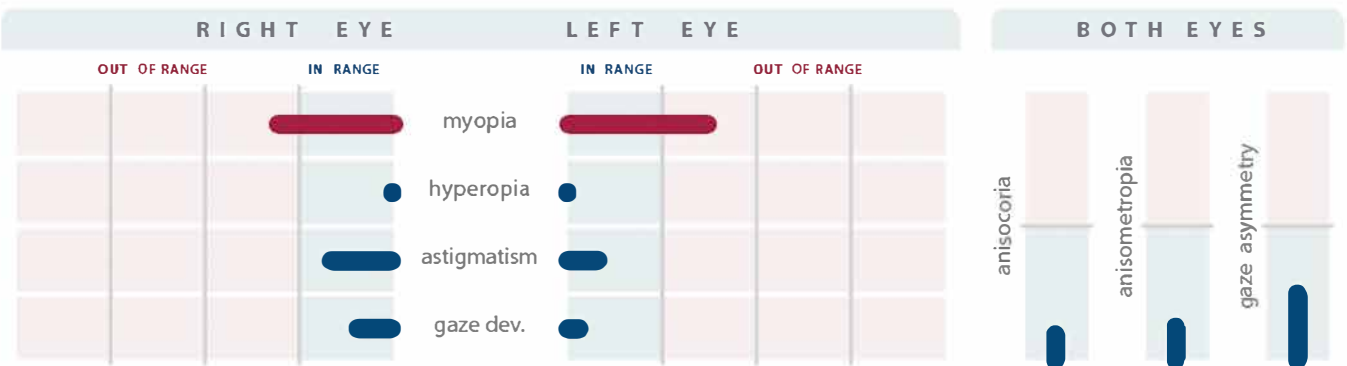 RIGHT EYE LEFT EYE BOTH EYES
OUT OF RANGE IN RANGE IN RANGE OUT OF RANGE
myopia
hyperopia
astigmatism
gaze dev.
anisocoria
anisometropia
gaze asymmetry